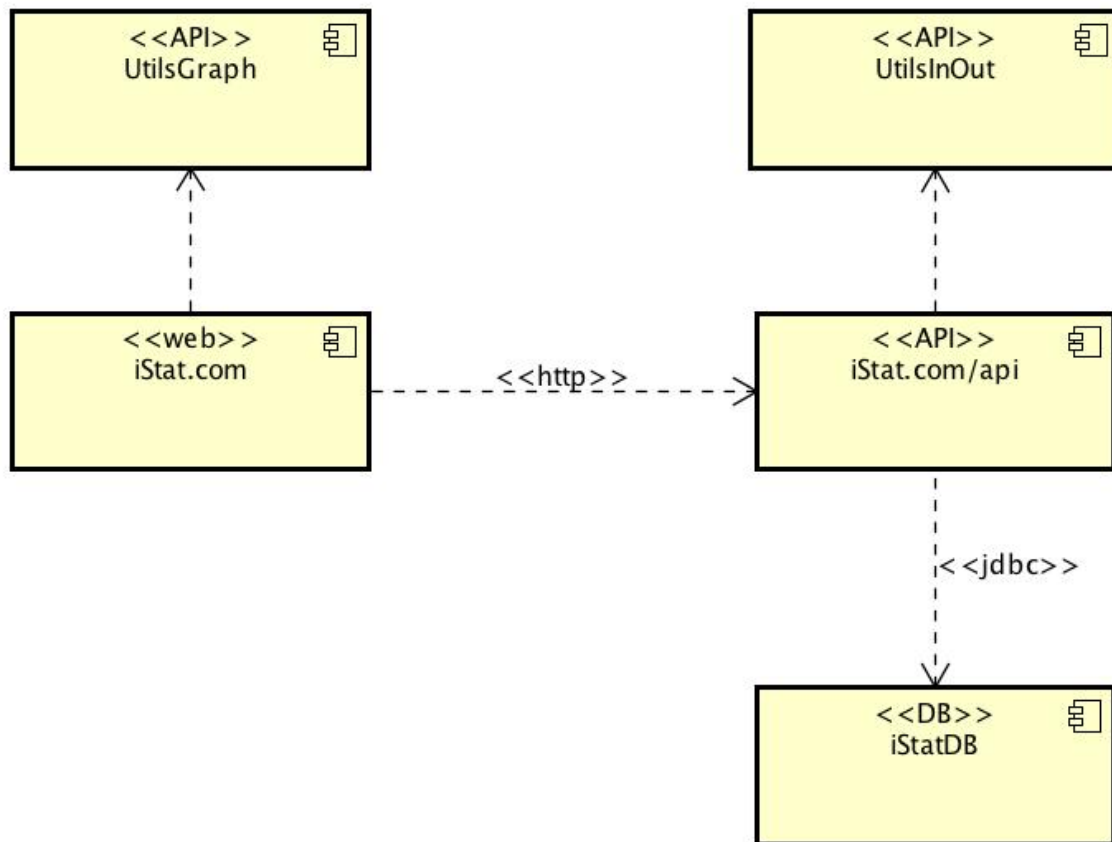 <<API>>
UtilsGraph
<<API>>
UtilsInOut
<<web>>
iStat.com
<<http>>
<<API>>
iStat.com/api
<<jdbc>>
<<DB>>
iStatDB